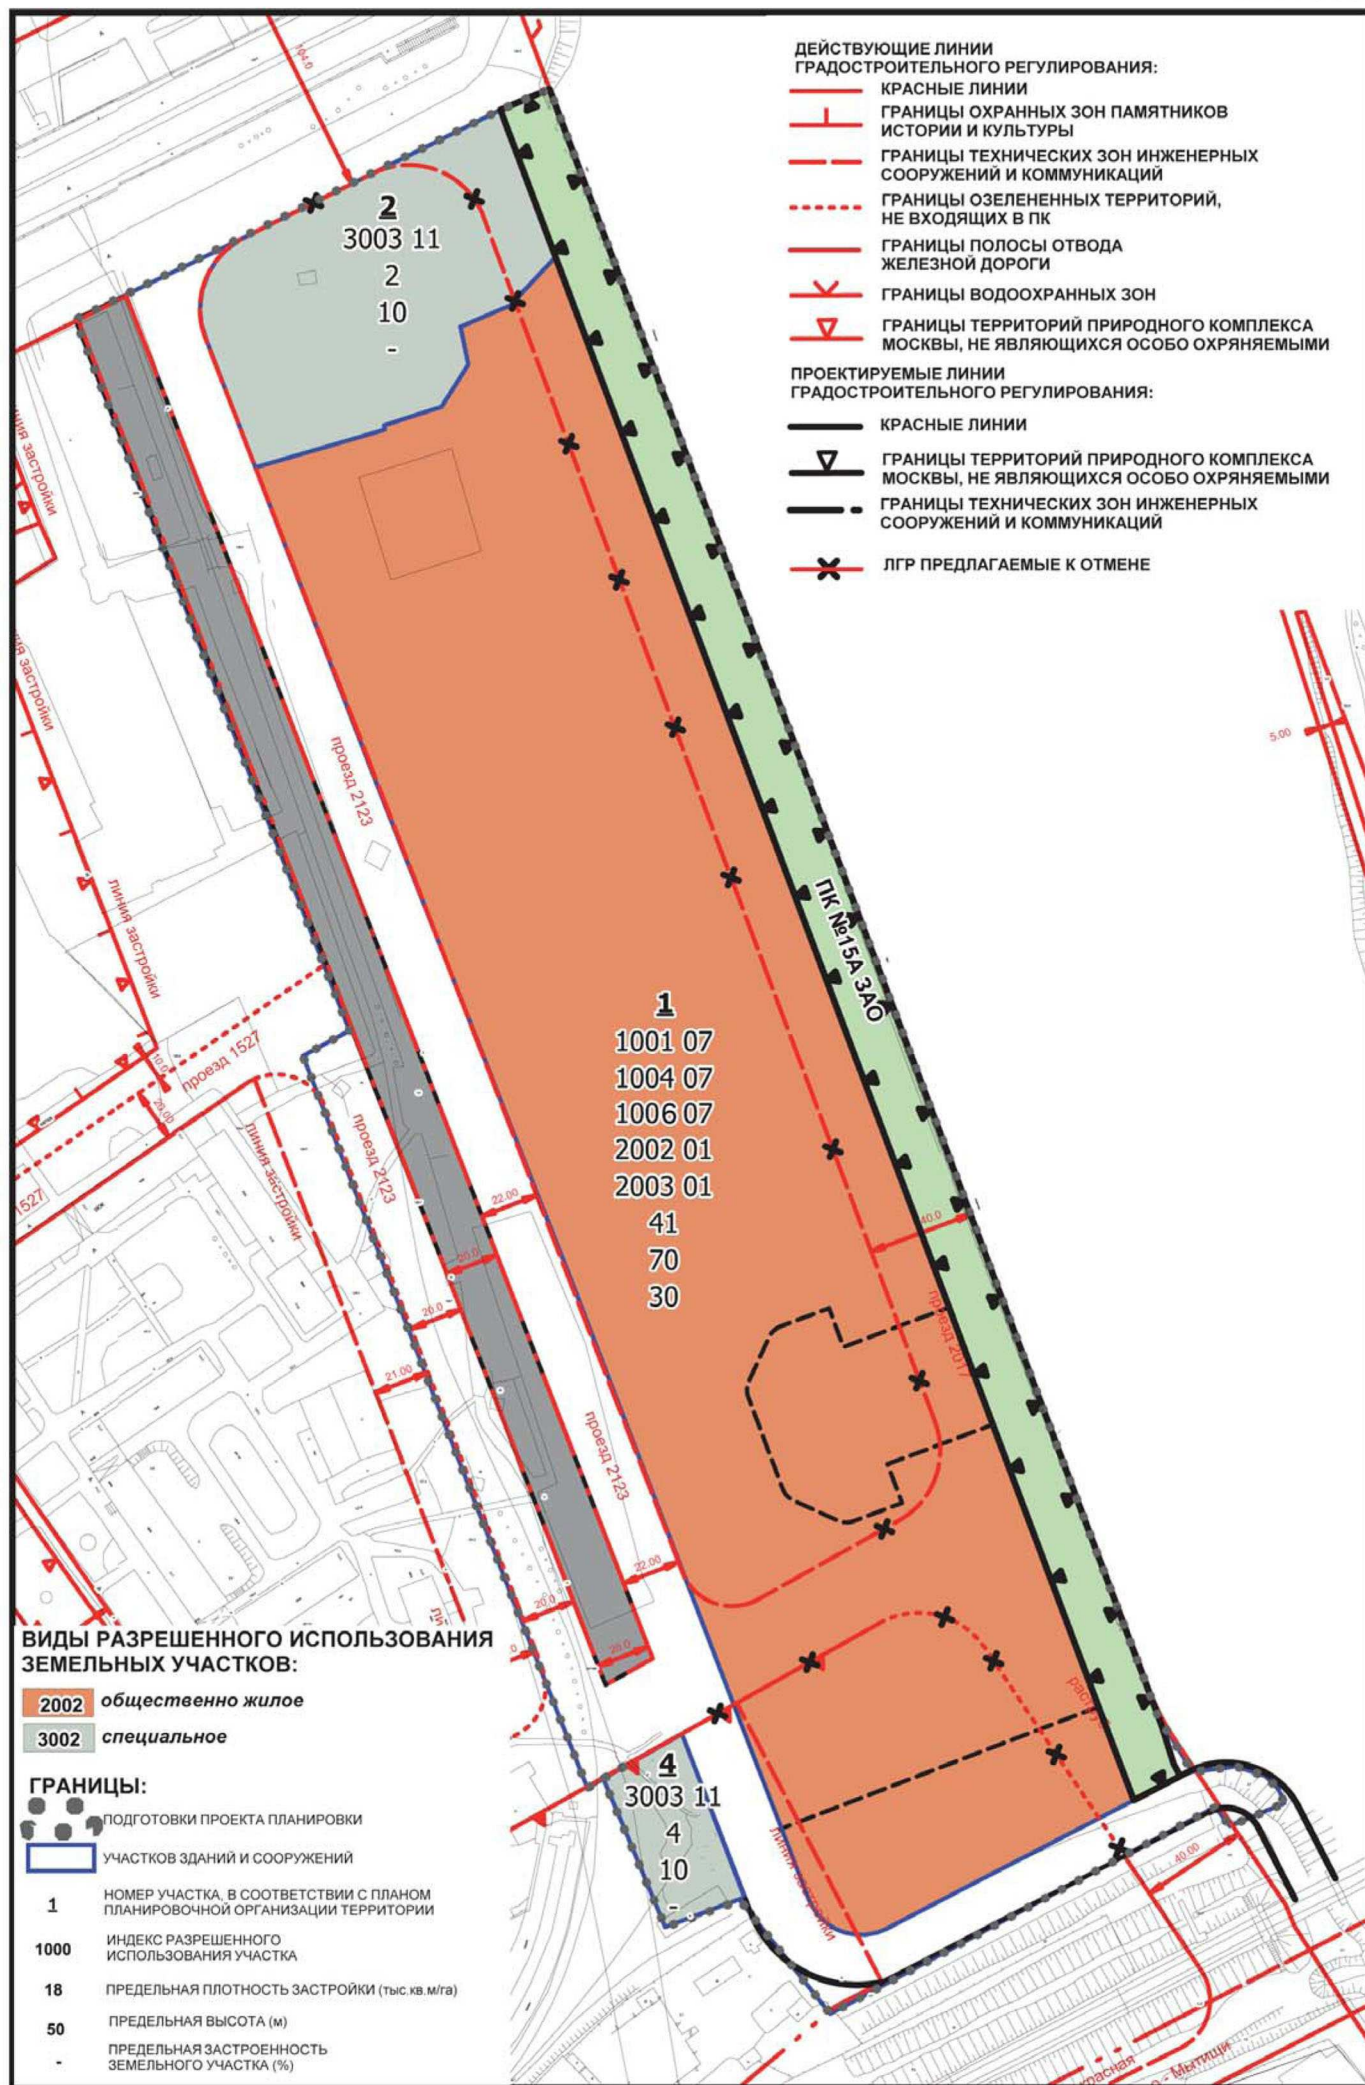 ДЕЙСТВУЮЩИЕ ЛИНИИ
ГРАДОСТРОИТЕЛЬНОГО РЕГУЛИРОВАНИЯ:
КРАСНЫЕ ЛИНИИ
ГРАНИЦЫ ОХРАННЫХ ЗОН ПАМЯТНИКОВ
ИСТОРИИ И КУЛЬТУРЫ
ГРАНИЦЫ ТЕХНИЧЕСКИХ ЗОН ИНЖЕНЕРНЫХ
СООРУЖЕНИЙ И КОММУНИКАЦИЙ
ГРАНИЦЫ ОЗЕЛЕНЕННЫХ ТЕРРИТОРИЙ,
НЕ ВХОДЯЩИХ В ПК
ГРАНИЦЫ ПОЛОСЫ ОТВОДА
ЖЕЛЕЗНОЙ ДОРОГИ
ГРАНИЦЫ ВОДООХРАННЫХ ЗОН
ГРАНИЦЫ ТЕРРИТОРИЙ ПРИРОДНОГО КОМПЛЕКСА
МОСКВЫ, НЕ ЯВЛЯЮЩИХСЯ ОСОБО ОХРЯНЯЕМЫМИ
ПРОЕКТИРУЕМЫЕ ЛИНИИ
ГРАДОСТРОИТЕЛЬНОГО РЕГУЛИРОВАНИЯ:
КРАСНЫЕ ЛИНИИ
ГРАНИЦЫ ТЕРРИТОРИЙ ПРИРОДНОГО КОМПЛЕКСА
МОСКВЫ, НЕ ЯВЛЯЮЩИХСЯ ОСОБО ОХРЯНЯЕМЫМИ
ГРАНИЦЫ ТЕХНИЧЕСКИХ ЗОН ИНЖЕНЕРНЫХ
СООРУЖЕНИЙ И КОММУНИКАЦИЙ
ЛГР ПРЕДЛАГАЕМЫЕ К ОТМЕНЕ
104.0
2
3003 11
2
10
-
линия застройки
проезд 2123
5.00
линия застройки
ПК №15А ЗАО
1
1001 07
1004 07
1006 07
2002 01
2003 01
41
70
30
проезд 1527
10.0
20.00
1527
линия застройки
проезд 2123
22.00
20.0
20.0
21.00
40.0
проезд 2017
проезд 2123
22.00
20.0
20.0
линия застройки
40.00
4
3003 11
4
10
-
красная
Мытищи
ВИДЫ РАЗРЕШЕННОГО ИСПОЛЬЗОВАНИЯ
ЗЕМЕЛЬНЫХ УЧАСТКОВ:
2002 общественно жилое
3002 специальное
ГРАНИЦЫ:
ПОДГОТОВКИ ПРОЕКТА ПЛАНИРОВКИ
УЧАСТКОВ ЗДАНИЙ И СООРУЖЕНИЙ
1 НОМЕР УЧАСТКА, В СООТВЕТСТВИИ С ПЛАНОМ
ПЛАНИРОВОЧНОЙ ОРГАНИЗАЦИИ ТЕРРИТОРИИ
1000 ИНДЕКС РАЗРЕШЕННОГО
ИСПОЛЬЗОВАНИЯ УЧАСТКА
18 ПРЕДЕЛЬНАЯ ПЛОТНОСТЬ ЗАСТРОЙКИ (тыс.кв.м/га)
50 ПРЕДЕЛЬНАЯ ВЫСОТА (м)
- ПРЕДЕЛЬНАЯ ЗАСТРОЕННОСТЬ
ЗЕМЕЛЬНОГО УЧАСТКА (%)